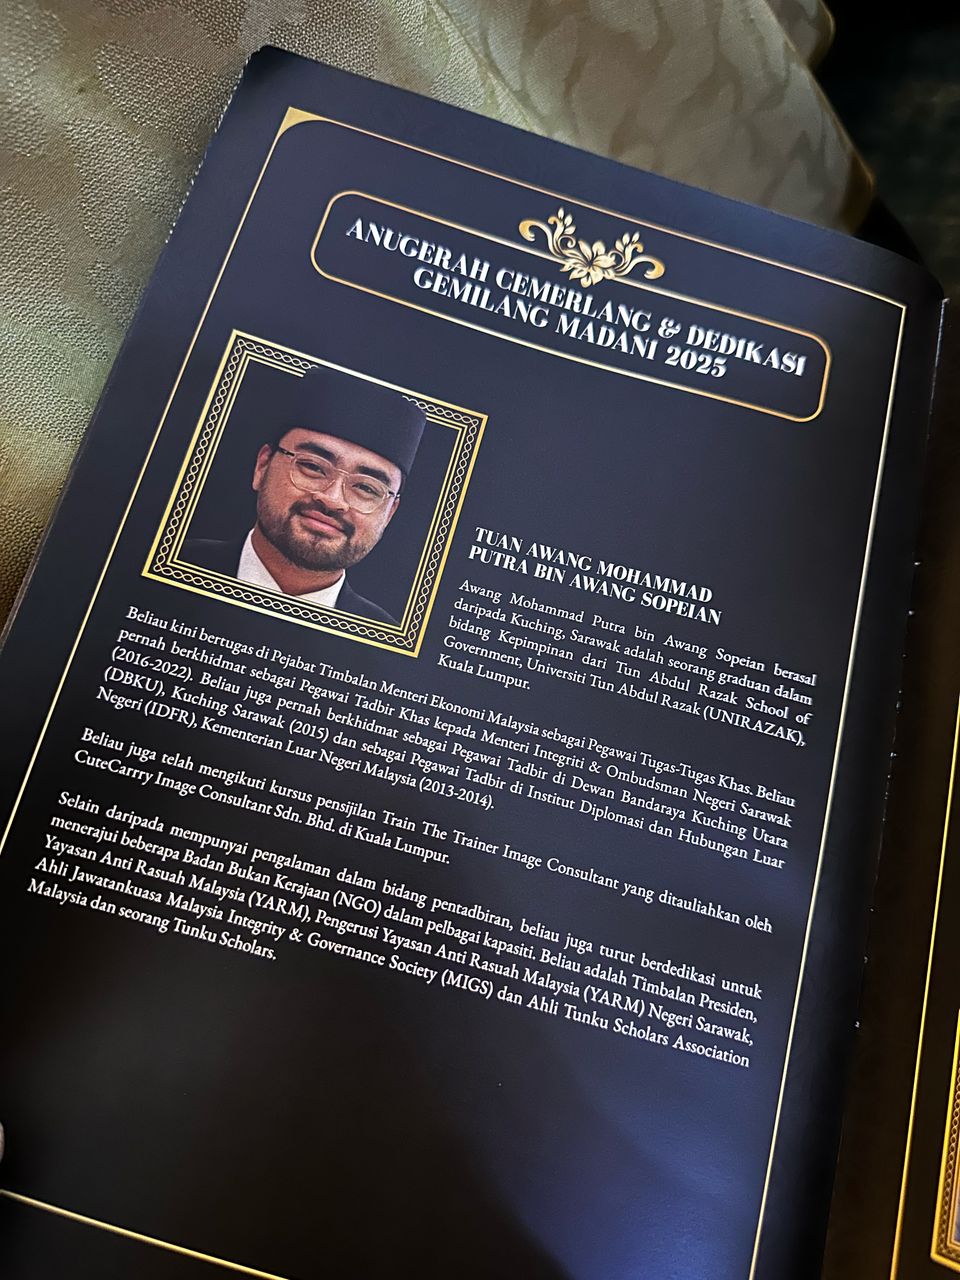 ANUGERAH CEMERLANG & DEDIKASI
GEMILANG MADANI 2025
TUAN AWANG MOHAMMAD
PUTRA BIN AWANG SOPEIAN
Awang Mohammad Putra bin Awang Sopeian berasal
daripada Kuching, Sarawak adalah seorang graduan dalam
bidang Kepimpinan dari Tun Abdul Razak School of
Government, Universiti Tun Abdul Razak (UNIRAZAK),
Kuala Lumpur.
Beliau kini bertugas di Pejabat Timbalan Menteri Ekonomi Malaysia sebagai Pegawai Tugas-Tugas Khas. Beliau
pernah berkhidmat sebagai Pegawai Tadbir Khas kepada Menteri Integriti & Ombudsman Negeri Sarawak
(2016-2022). Beliau juga pernah berkhidmat sebagai Pegawai Tadbir di Dewan Bandaraya Kuching Utara
(DBKU), Kuching Sarawak (2015) dan sebagai Pegawai Tadbir di Institut Diplomasi dan Hubungan Luar
Negeri (IDFR), Kementerian Luar Negeri Malaysia (2013-2014).
Beliau juga telah mengikuti kursus pensijilan Train The Trainer Image Consultant yang ditauliahkan oleh
CuteCarrry Image Consultant Sdn. Bhd. di Kuala Lumpur.
Selain daripada mempunyai pengalaman dalam bidang pentadbiran, beliau juga turut berdedikasi untuk
menerajui beberapa Badan Bukan Kerajaan (NGO) dalam pelbagai kapasiti. Beliau adalah Timbalan Presiden,
Yayasan Anti Rasuah Malaysia (YARM), Pengerusi Yayasan Anti Rasuah Malaysia (YARM) Negeri Sarawak,
Ahli Jawatankuasa Malaysia Integrity & Governance Society (MIGS) dan Ahli Tunku Scholars Association
Malaysia dan seorang Tunku Scholars.